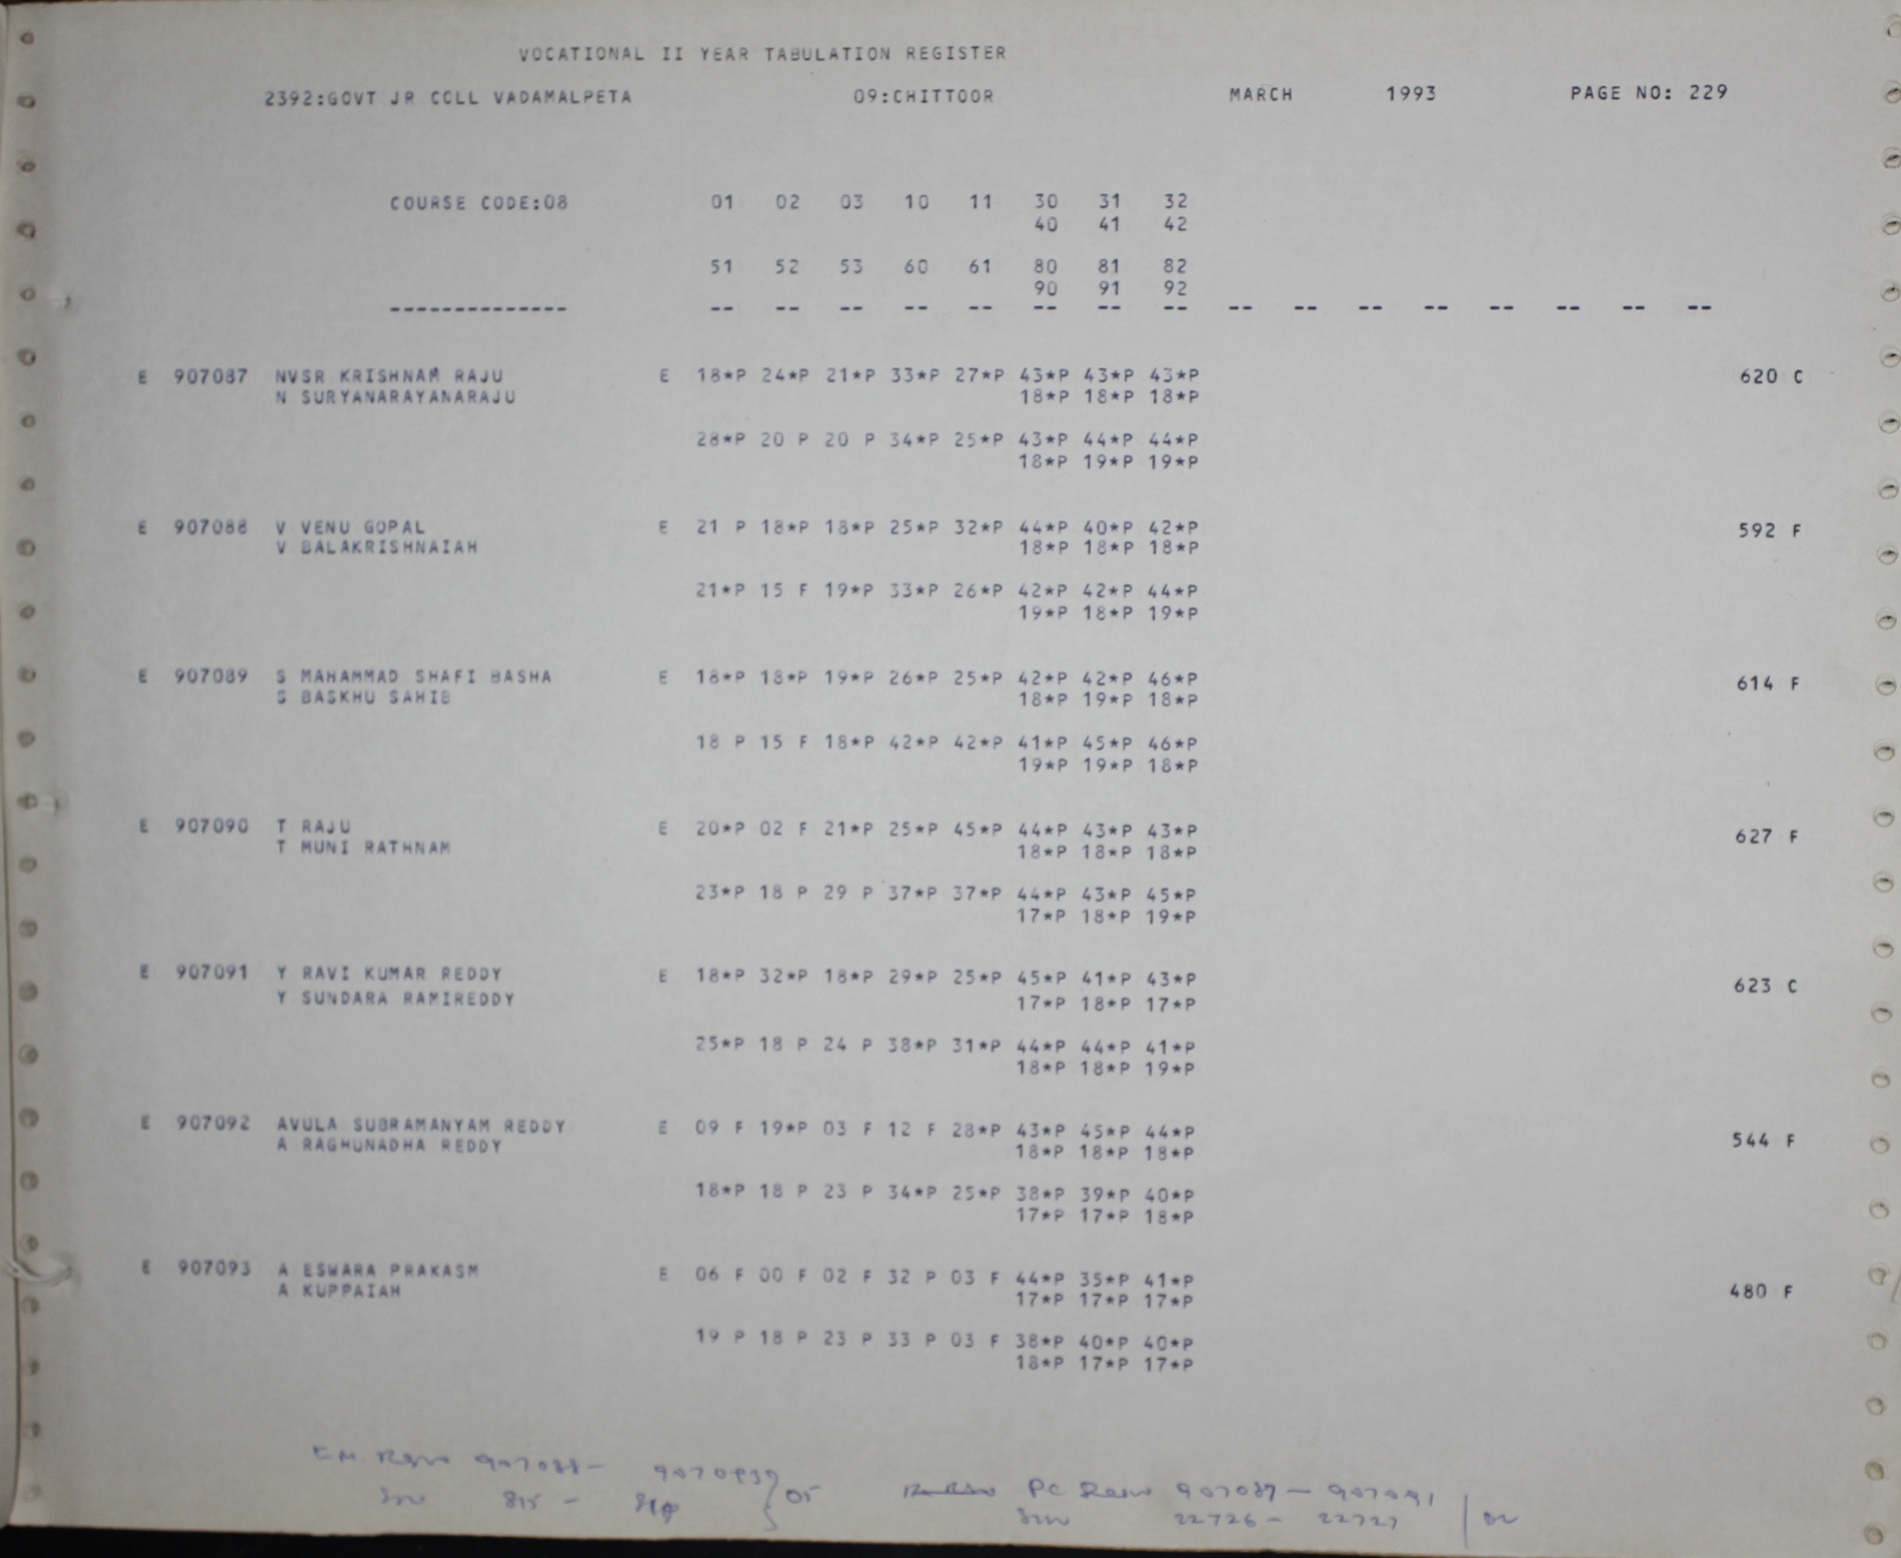 VOCATIONAL II YEAR TABULATION REGISTER
2392:GOVT JR COLL VADAMALPETA 09:CHITTOOR MARCH 1993 PAGE NO: 229
COURSE CODE:08 01 02 03 10 11 30 31 32
40 41 42
51 52 53 60 61 80 81 82
90 91 92
-------------- -- -- -- -- -- -- -- -- -- -- -- -- -- -- -- --
E 907087 NVSR KRISHNAM RAJU E 18*P 24*P 21*P 33*P 27*P 43*P 43*P 43*P 620 C
N SURYANARAYANARAJU 18*P 18*P 18*P
28*P 20 P 20 P 34*P 25*P 43*P 44*P 44*P
18*P 19*P 19*P
E 907088 V VENU GOPAL E 21 P 18*P 18*P 25*P 32*P 44*P 40*P 42*P 592 F
V BALAKRISHNAIAH 18*P 18*P 18*P
21*P 15 F 19*P 33*P 26*P 42*P 42*P 44*P
19*P 18*P 19*P
E 907089 S MAHAMMAD SHAFI BASHA E 18*P 18*P 19*P 26*P 25*P 42*P 42*P 46*P 614 F
S BASKHU SAHIB 18*P 19*P 18*P
18 P 15 F 18*P 42*P 42*P 41*P 45*P 46*P
19*P 19*P 18*P
E 907090 T RAJU E 20*P 02 F 21*P 25*P 45*P 44*P 43*P 43*P 627 F
T MUNI RATHNAM 18*P 18*P 18*P
23*P 18 P 29 P 37*P 37*P 44*P 43*P 45*P
17*P 18*P 19*P
E 907091 Y RAVI KUMAR REDDY E 18*P 32*P 18*P 29*P 25*P 45*P 41*P 43*P 623 C
Y SUNDARA RAMIREDDY 17*P 18*P 17*P
25*P 18 P 24 P 38*P 31*P 44*P 44*P 41*P
18*P 18*P 19*P
E 907092 AVULA SUBRAMANYAM REDDY E 09 F 19*P 03 F 12 F 28*P 43*P 45*P 44*P 544 F
A RAGHUNADHA REDDY 18*P 18*P 18*P
18*P 18 P 23 P 34*P 25*P 38*P 39*P 40*P
17*P 17*P 18*P
E 907093 A ESWARA PRAKASM E 06 F 00 F 02 F 32 P 03 F 44*P 35*P 41*P 480 F
A KUPPAIAH 17*P 17*P 17*P
19 P 18 P 23 P 33 P 03 F 38*P 40*P 40*P
18*P 17*P 17*P
907088 - 907093 PC 907087 - 907091
815 - 05 22726 - 22727